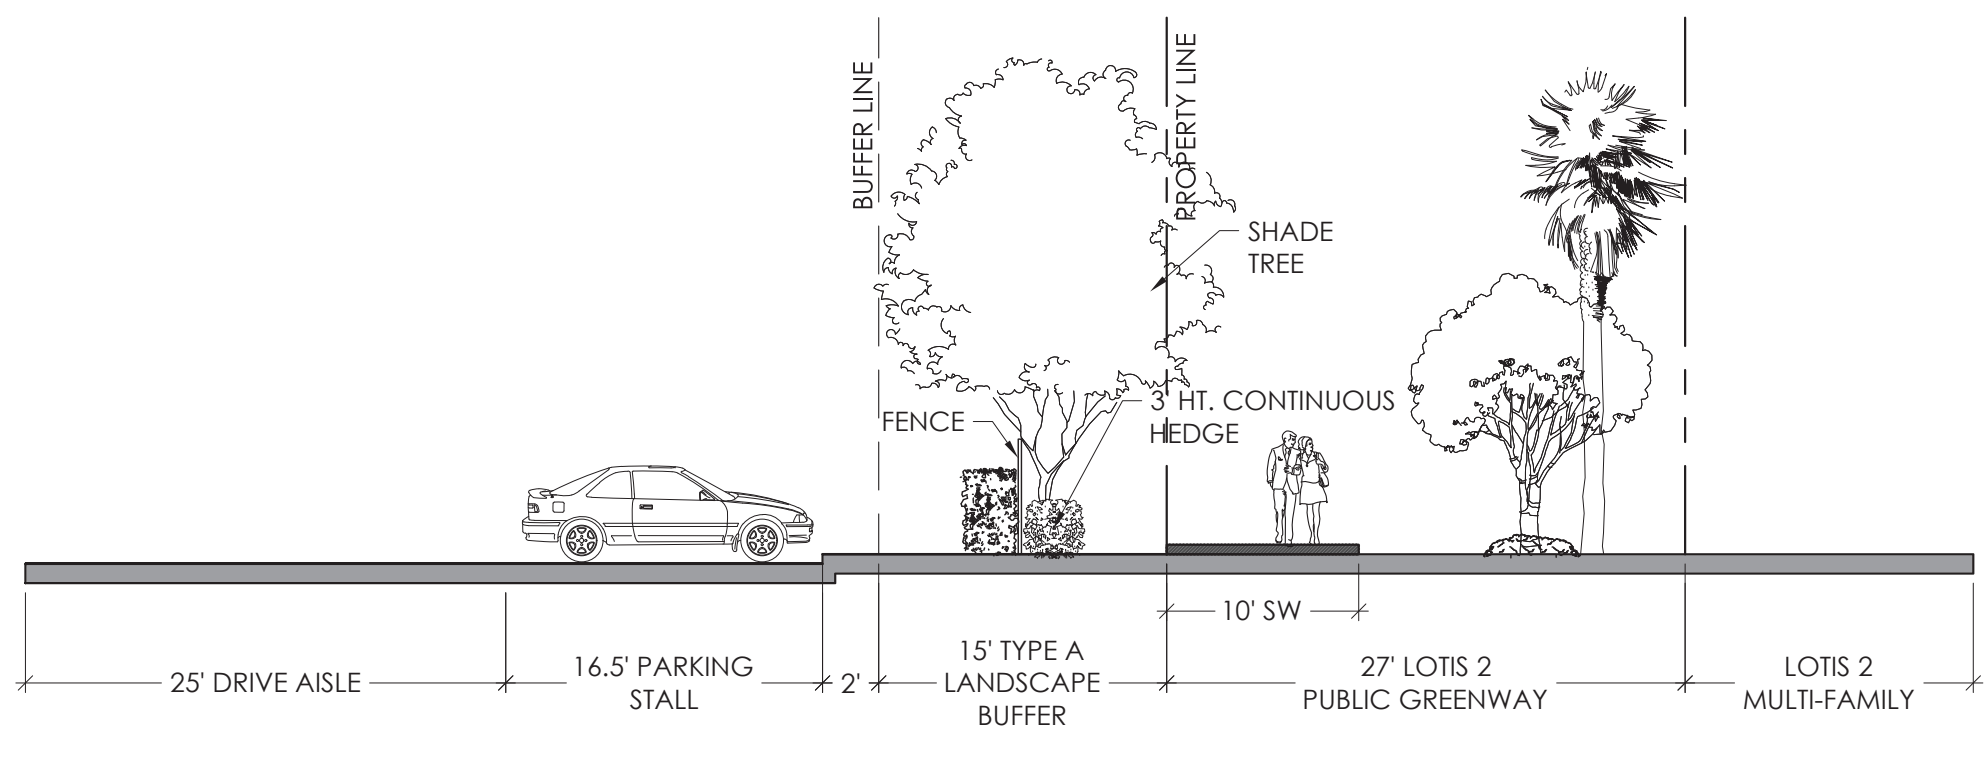 BUFFER LINE
PROPERTY LINE
SHADE
TREE
3' HT. CONTINUOUS
HEDGE
FENCE
10' SW
25' DRIVE AISLE
16.5' PARKING
STALL
2'
15' TYPE A
LANDSCAPE
BUFFER
27' LOTIS 2
PUBLIC GREENWAY
LOTIS 2
MULTI-FAMILY